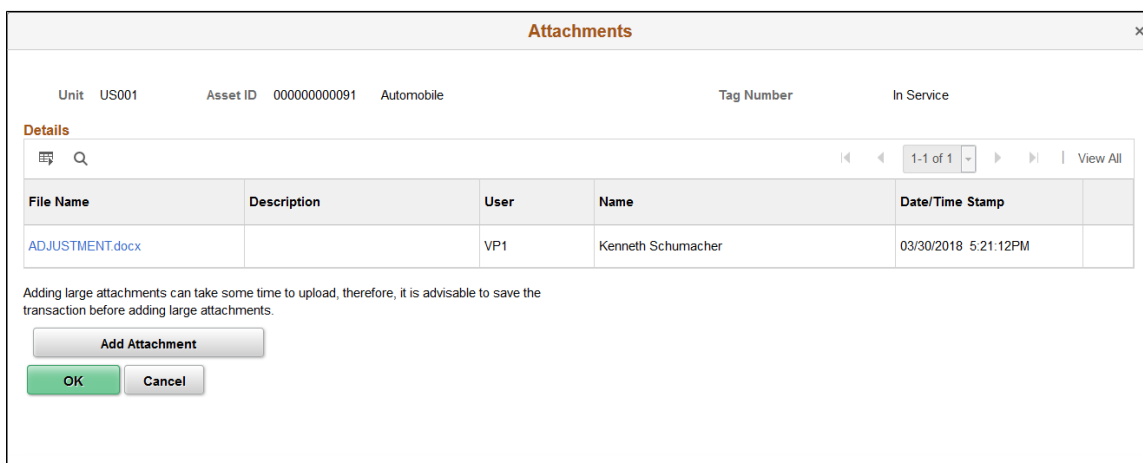 Attachments
×
Unit US001 Asset ID 000000000091 Automobile Tag Number In Service
Details
1-1 of 1 | View All
File Name Description User Name Date/Time Stamp
ADJUSTMENT.docx VP1 Kenneth Schumacher 03/30/2018 5:21:12PM
Adding large attachments can take some time to upload, therefore, it is advisable to save the
transaction before adding large attachments.
Add Attachment
OK Cancel